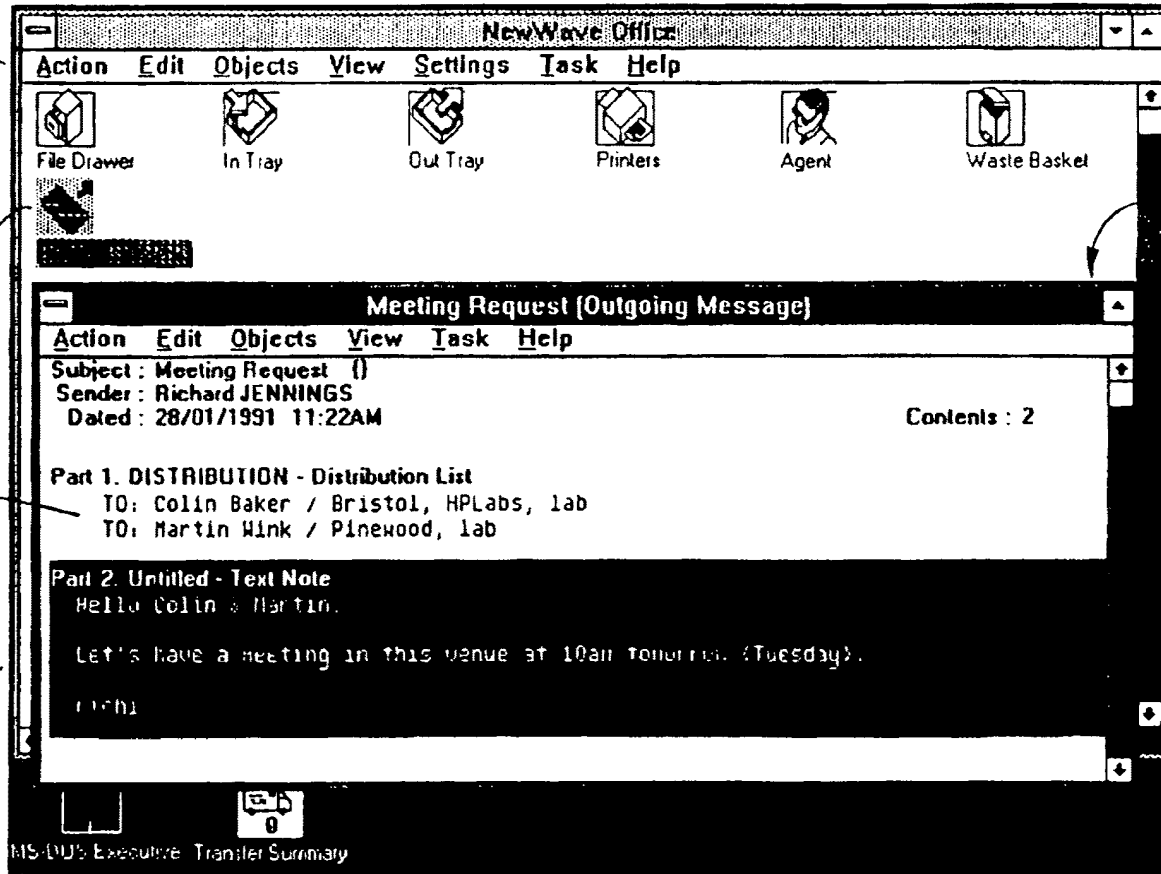 NewWave Office
Action Edit Objects View Settings Task Help
File Drawer In Tray Out Tray Printers Agent Waste Basket
Meeting Request (Outgoing Message)
Action Edit Objects View Task Help
Subject : Meeting Request ()
Sender : Richard JENNINGS
Dated : 28/01/1991 11:22AM Contents : 2
Part 1. DISTRIBUTION - Distribution List
TO: Colin Baker / Bristol, HPLabs, lab
TO: Martin Wink / Pinewood, lab
Part 2. Untitled - Text Note
Hello Colin & Martin.
Let's have a meeting in this venue at 10am tomorrow (Tuesday).
richi
0
MS-DOS Executive Transfer Summary